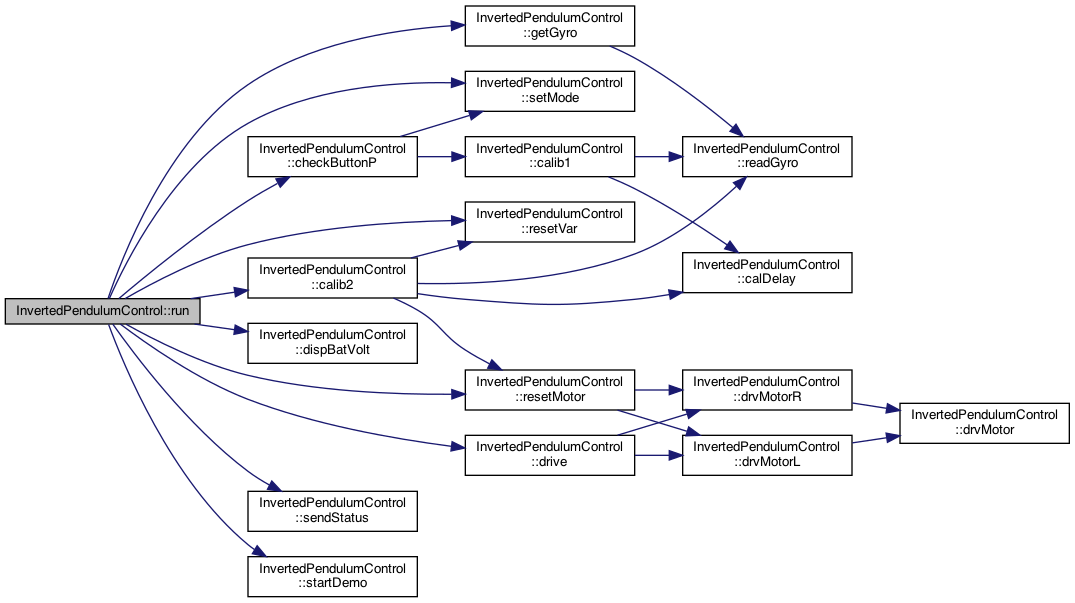 InvertedPendulumControl
::getGyro
InvertedPendulumControl
::setMode
InvertedPendulumControl
::checkButtonP
InvertedPendulumControl
::calib1
InvertedPendulumControl
::readGyro
InvertedPendulumControl
::resetVar
InvertedPendulumControl
::calib2
InvertedPendulumControl
::calDelay
InvertedPendulumControl::run
InvertedPendulumControl
::dispBatVolt
InvertedPendulumControl
::resetMotor
InvertedPendulumControl
::drvMotorR
InvertedPendulumControl
::drvMotor
InvertedPendulumControl
::drive
InvertedPendulumControl
::drvMotorL
InvertedPendulumControl
::sendStatus
InvertedPendulumControl
::startDemo